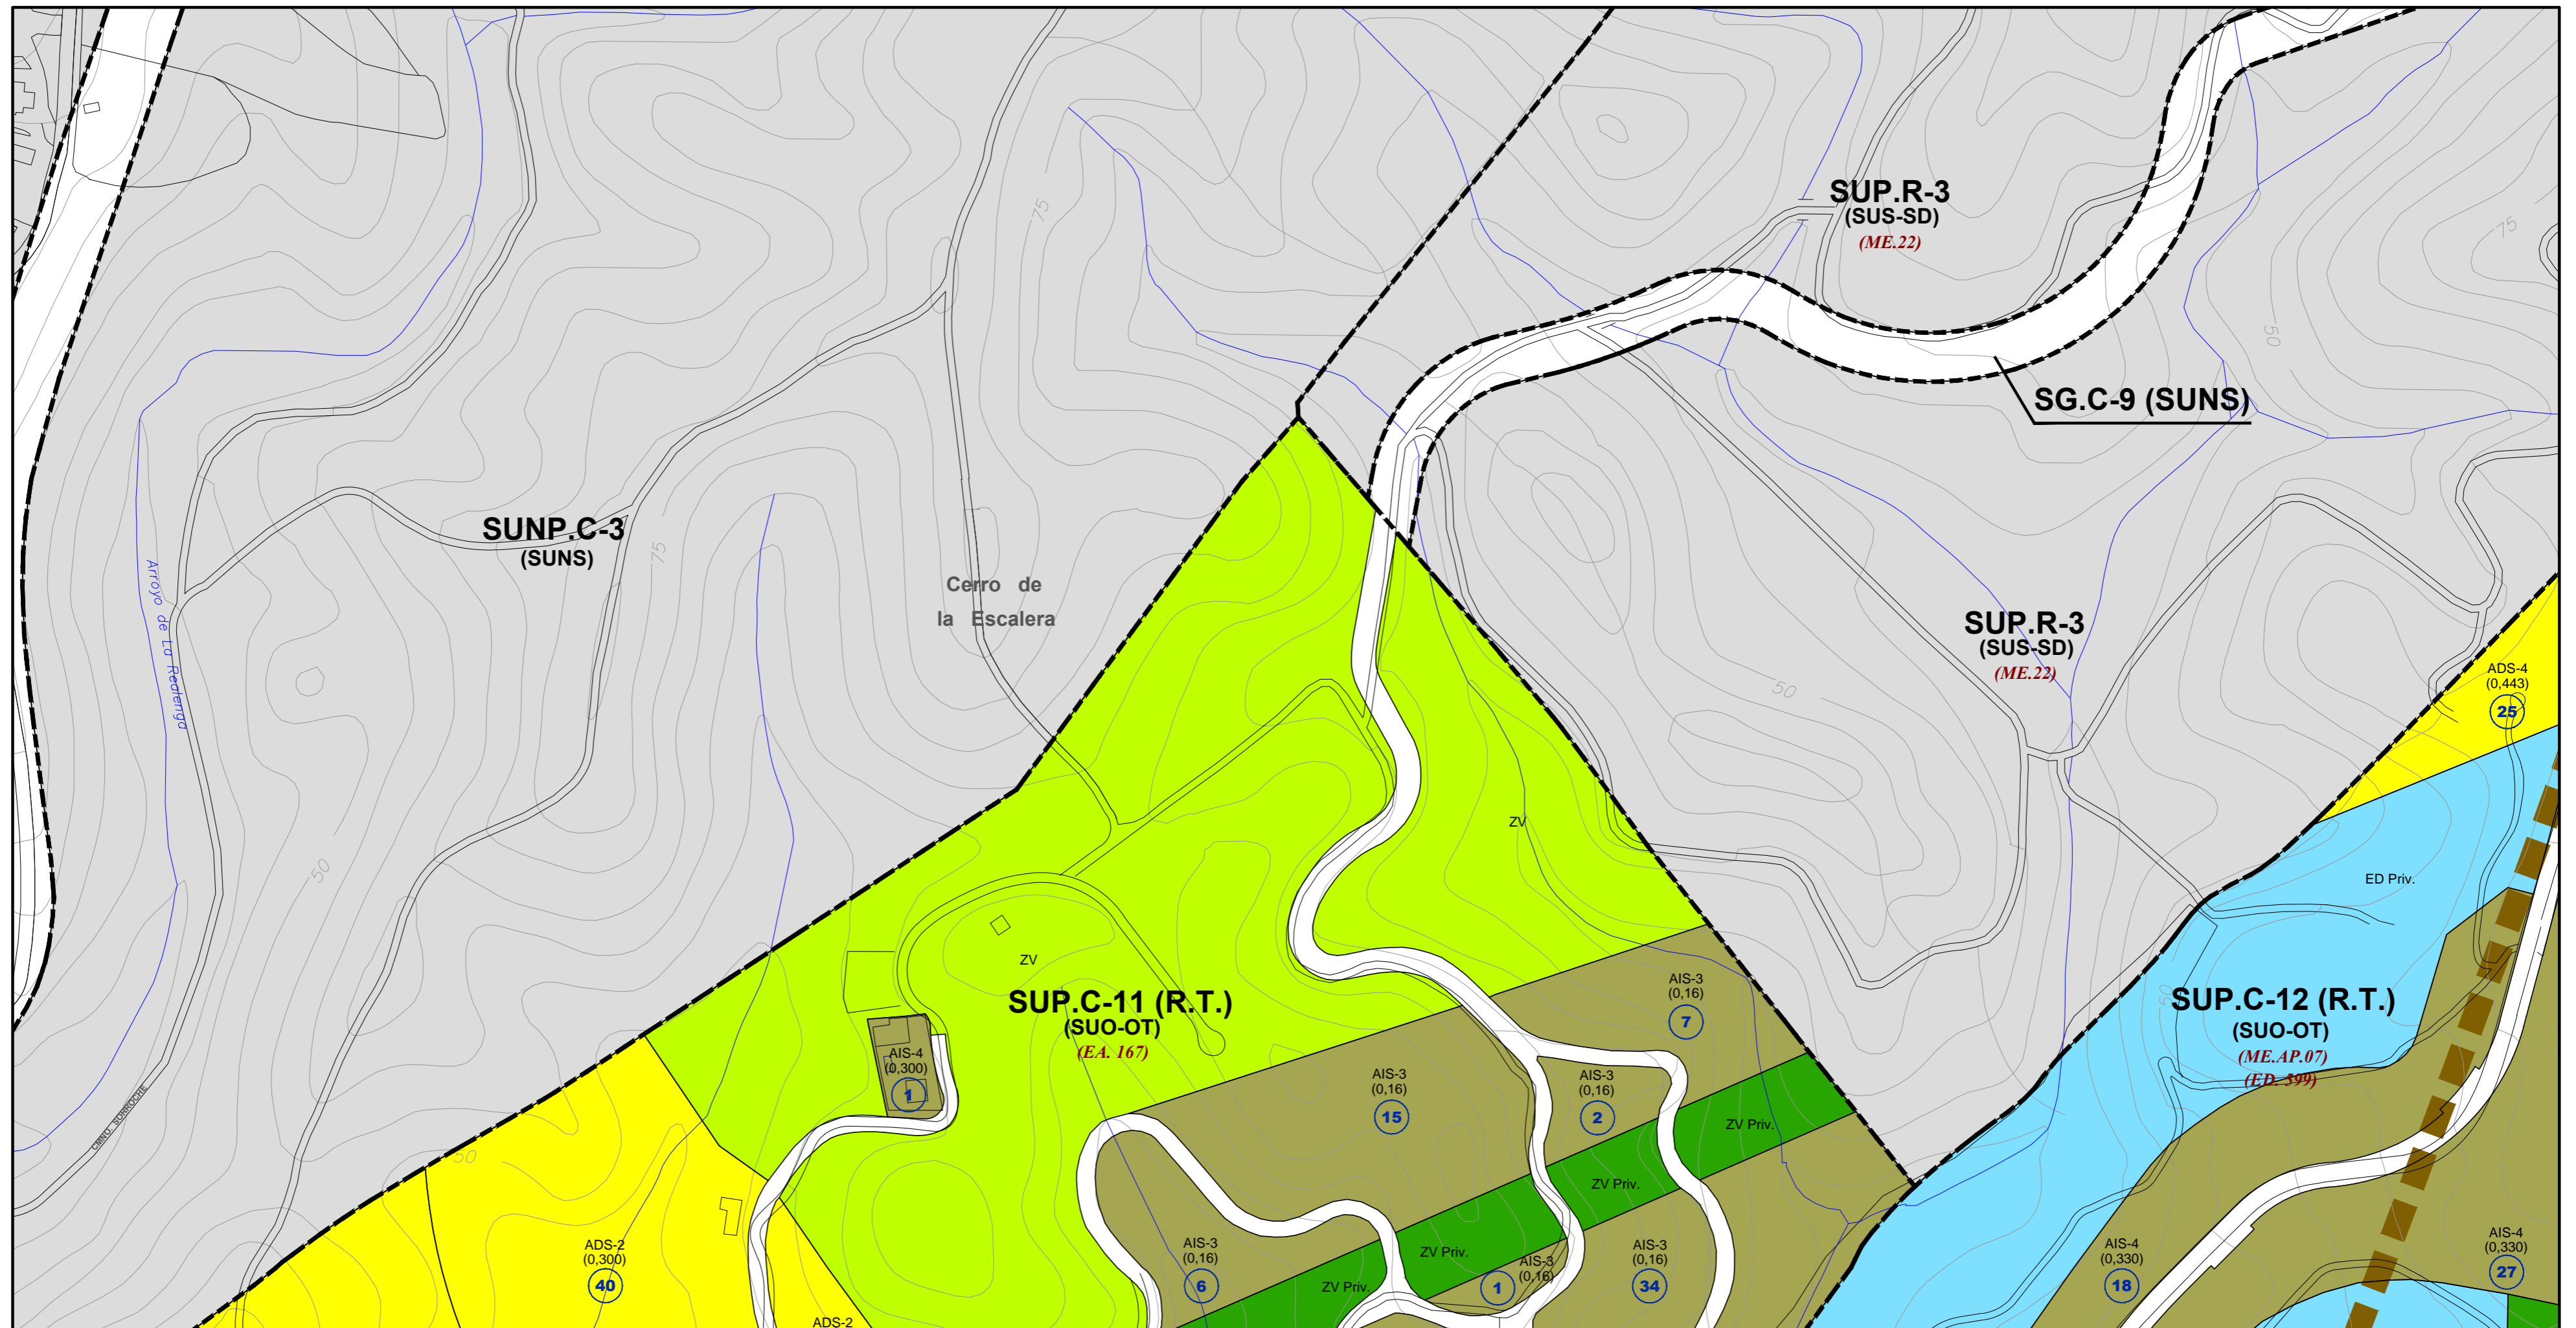 75
SUP.R-3
(SUS-SD)
(ME.22)
75
50
SG.C-9 (SUNS)
SUNP.C-3
(SUNS)
75
Arroyo de La Realenga
Cerro de
la Escalera
SUP.R-3
(SUS-SD)
(ME.22)
50
ADS-4
(0,443)
25
ZV
50
ED Priv.
ZV
SUP.C-11 (R.T.)
(SUO-OT)
(EA. 167)
AIS-3
(0,16)
7
50
SUP.C-12 (R.T.)
(SUO-OT)
(ME.AP.07)
(ED. 599)
AIS-4
(0,300)
1
AIS-3
(0,16)
15
AIS-3
(0,16)
2
CMNO. SORROCHE
ZV Priv.
50
ZV Priv.
ADS-2
(0,300)
40
AIS-3
(0,16)
6
ZV Priv.
ZV Priv.
AIS-3
(0,16)
1
AIS-3
(0,16)
34
AIS-4
(0,330)
18
AIS-4
(0,330)
27
ADS-2